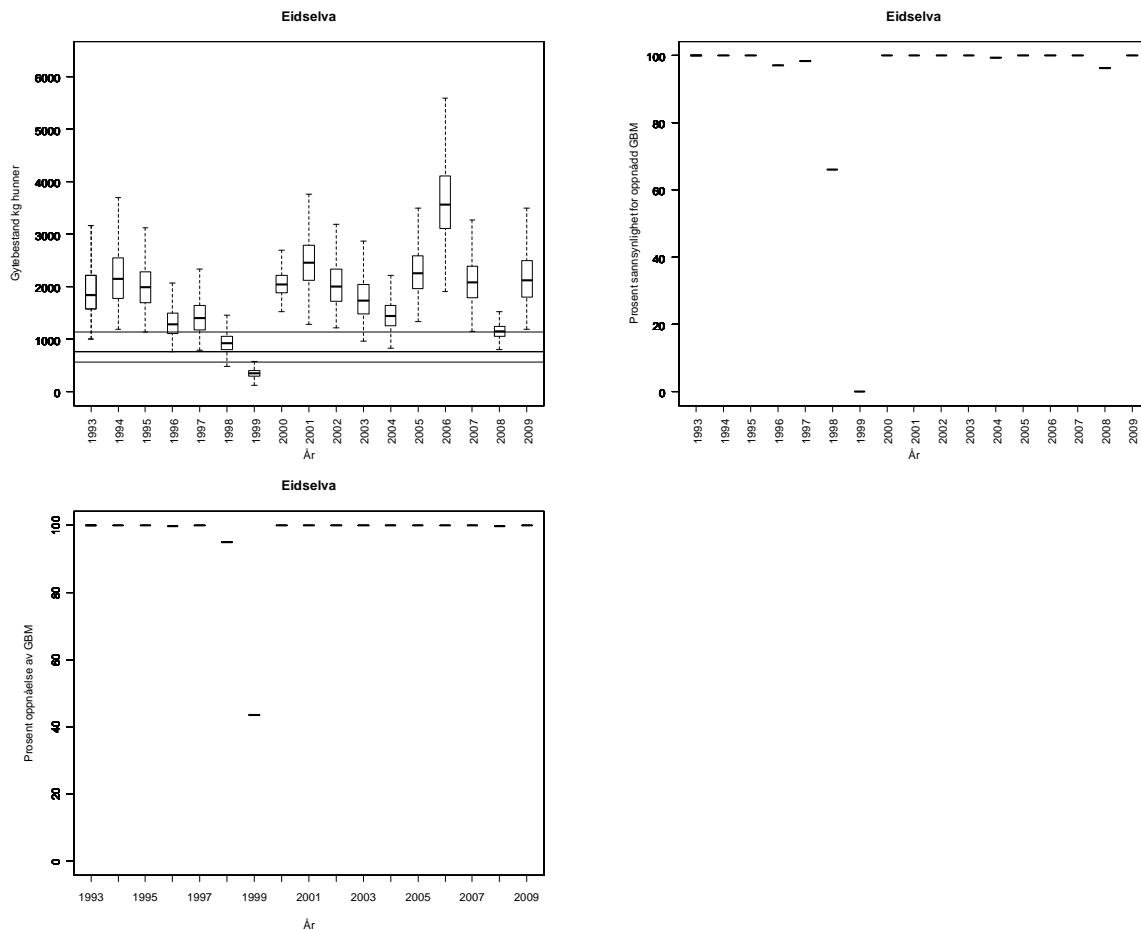 Eidselva
Gytebestand kg hunner
6000
5000
4000
3000
2000
1000
0
1993 1994 1995 1996 1997 1998 1999 2000 2001 2002 2003 2004 2005 2006 2007 2008 2009
År
Eidselva
Prosent sannsynlighet for oppnådd GBM
100
80
60
40
20
0
1993 1994 1995 1996 1997 1998 1999 2000 2001 2002 2003 2004 2005 2006 2007 2008 2009
År
Eidselva
Prosent oppnåelse av GBM
100
80
60
40
20
0
1993 1995 1997 1999 2001 2003 2005 2007 2009
År